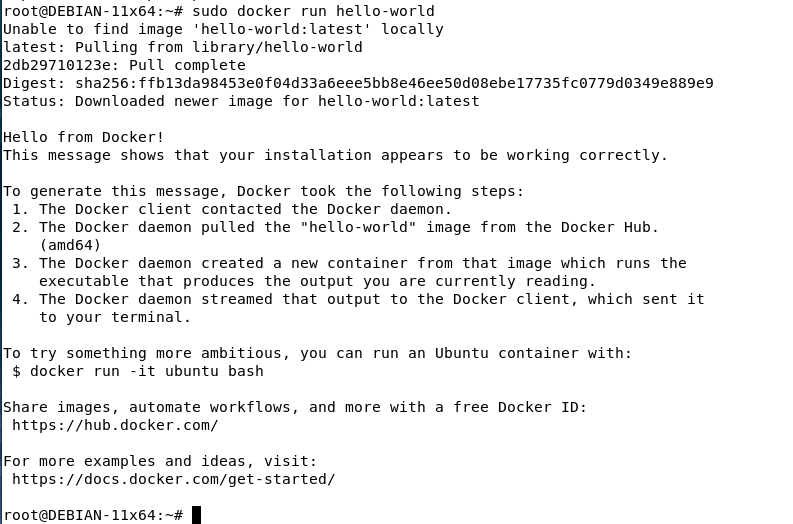 root@DEBIAN-11x64:~# sudo docker run hello-world
Unable to find image 'hello-world:latest' locally
latest: Pulling from library/hello-world
2db29710123e: Pull complete
Digest: sha256:ffb13da98453e0f04d33a6eee5bb8e46ee50d08ebe17735fc0779d0349e889e9
Status: Downloaded newer image for hello-world:latest

Hello from Docker!
This message shows that your installation appears to be working correctly.

To generate this message, Docker took the following steps:
 1. The Docker client contacted the Docker daemon.
 2. The Docker daemon pulled the "hello-world" image from the Docker Hub.
    (amd64)
 3. The Docker daemon created a new container from that image which runs the
    executable that produces the output you are currently reading.
 4. The Docker daemon streamed that output to the Docker client, which sent it
    to your terminal.

To try something more ambitious, you can run an Ubuntu container with:
 $ docker run -it ubuntu bash

Share images, automate workflows, and more with a free Docker ID:
 https://hub.docker.com/

For more examples and ideas, visit:
 https://docs.docker.com/get-started/

root@DEBIAN-11x64:~#